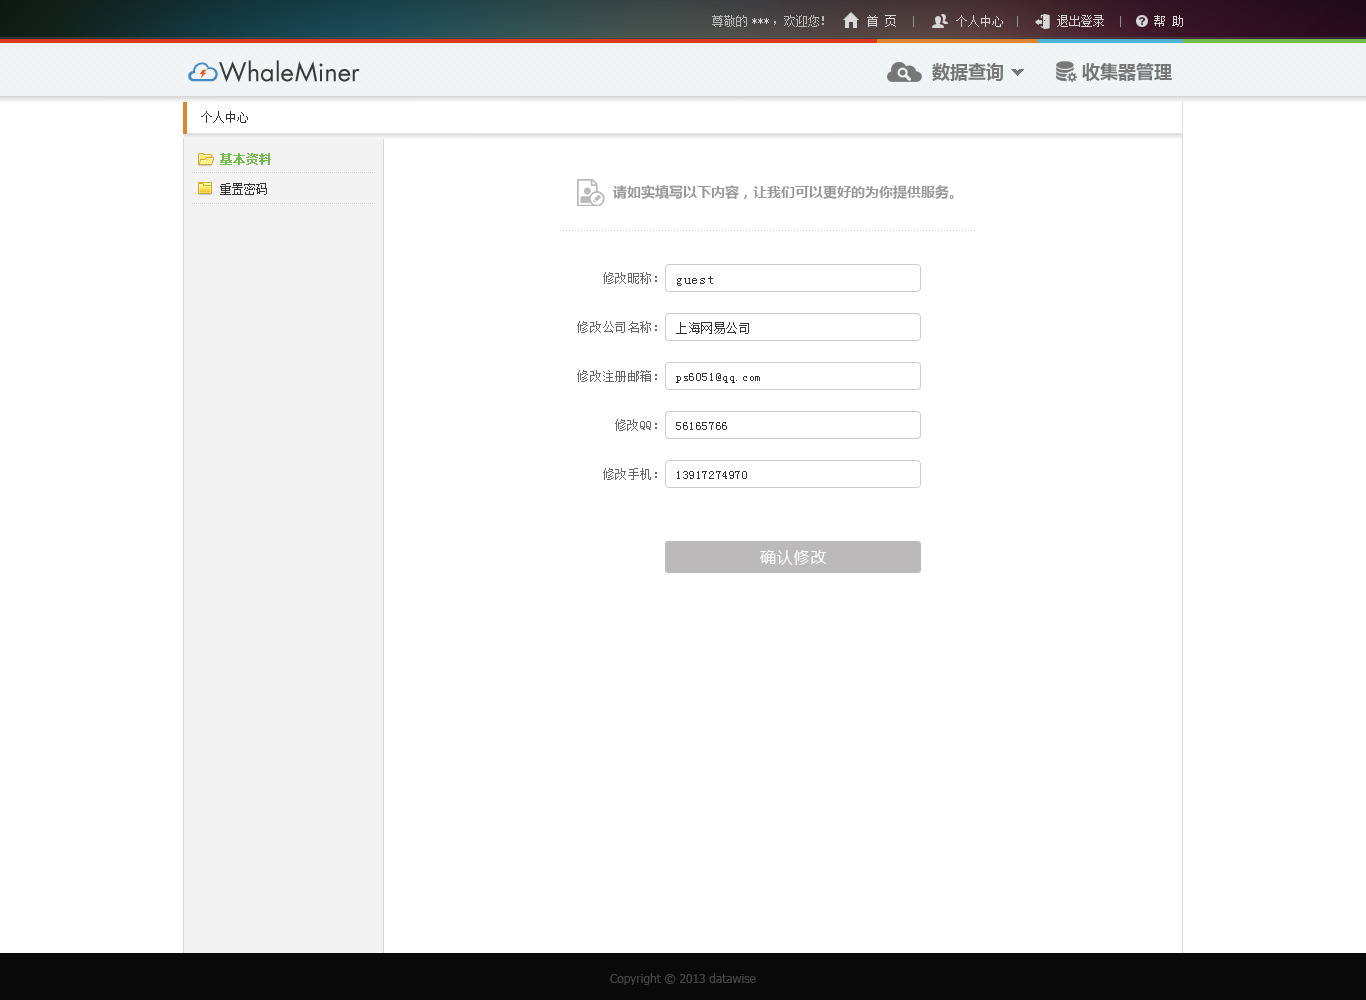 尊敬的 *** ，欢迎您！ 首 页 | 个人中心 | 退出登录 | 帮 助
WhaleMiner 数据查询 收集器管理
个人中心
基本资料
重置密码
请如实填写以下内容，让我们可以更好的为你提供服务。
修改昵称： guest
修改公司名称： 上海网易公司
修改注册邮箱： ps6051@qq.com
修改QQ： 56165766
修改手机： 13917274970
确认修改
Copyright © 2013 datawise